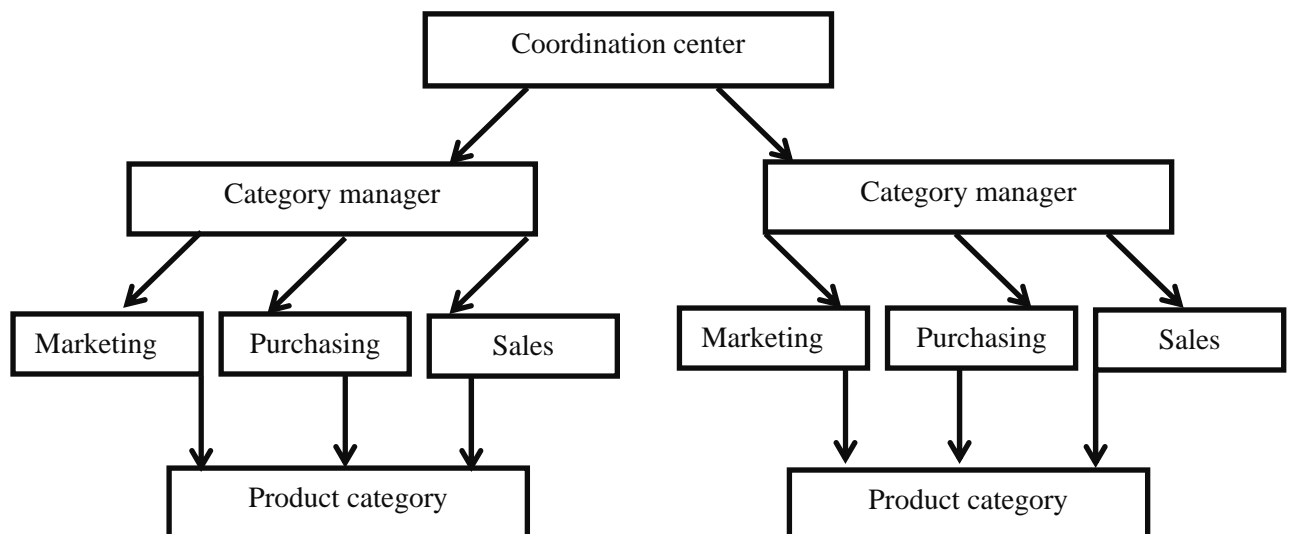 Coordination center
Category manager
Category manager
Marketing
Purchasing
Sales
Marketing
Purchasing
Sales
Product category
Product category